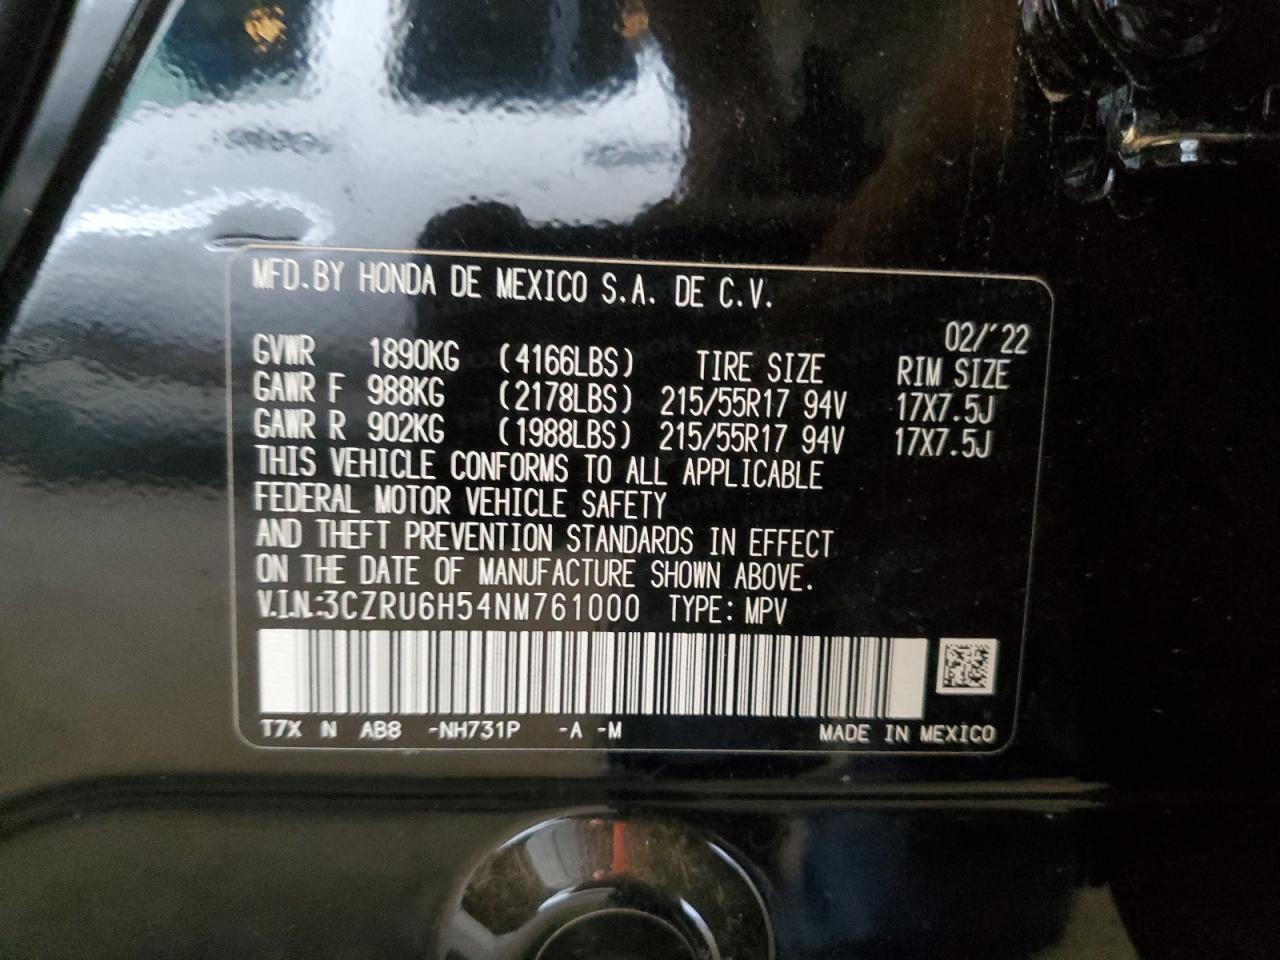 MFD.BY HONDA DE MEXICO S.A. DE C.V.
02/'22
GVWR 1890KG (4166LBS) TIRE SIZE RIM SIZE
GAWR F 988KG (2178LBS) 215/55R17 94V 17X7.5J
GAWR R 902KG (1988LBS) 215/55R17 94V 17X7.5J
THIS VEHICLE CONFORMS TO ALL APPLICABLE
FEDERAL MOTOR VEHICLE SAFETY
AND THEFT PREVENTION STANDARDS IN EFFECT
ON THE DATE OF MANUFACTURE SHOWN ABOVE.
V.I.N.:3CZRU6H54NM761000 TYPE: MPV
T7X N AB8 -NH731P -A -M MADE IN MEXICO